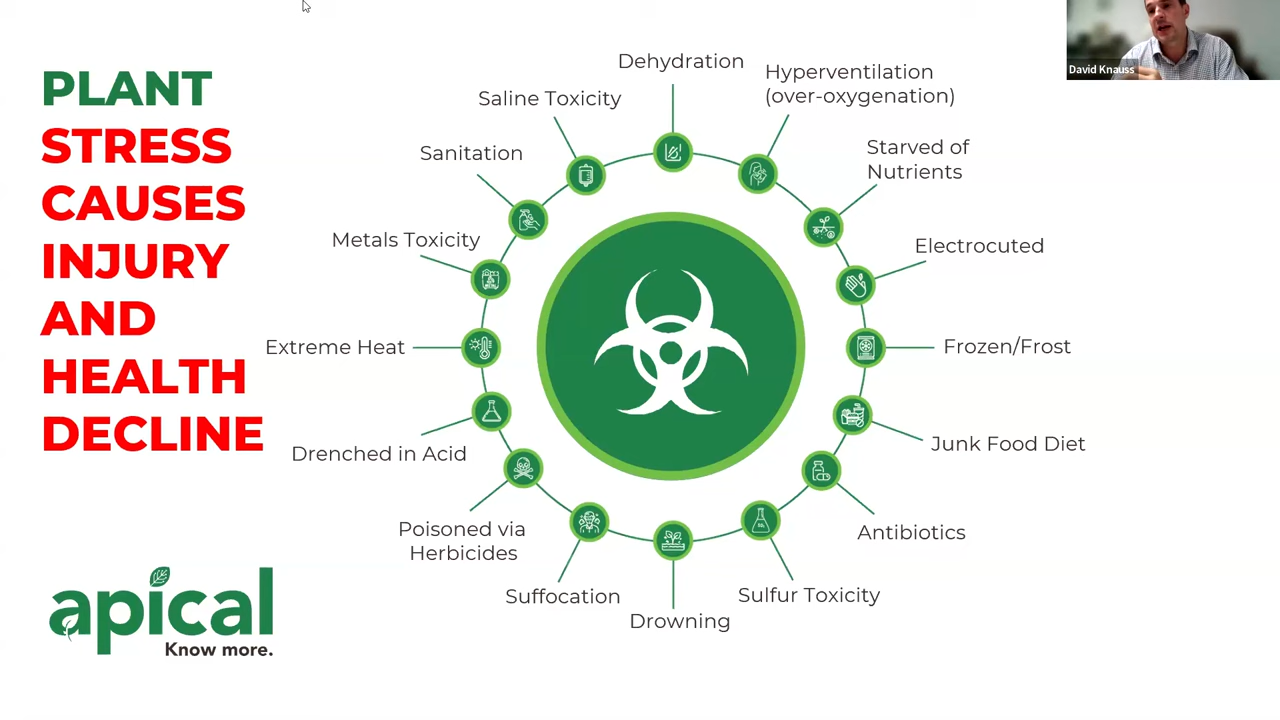 PLANT
STRESS
CAUSES
INJURY
AND
HEALTH
DECLINE
apical
Know more.
Dehydration
Hyperventilation
(over-oxygenation)
Starved of
Nutrients
Electrocuted
Frozen/Frost
Junk Food Diet
Antibiotics
Sulfur Toxicity
Drowning
Suffocation
Poisoned via
Herbicides
Drenched in Acid
Extreme Heat
Metals Toxicity
Sanitation
Saline Toxicity
David Knauss